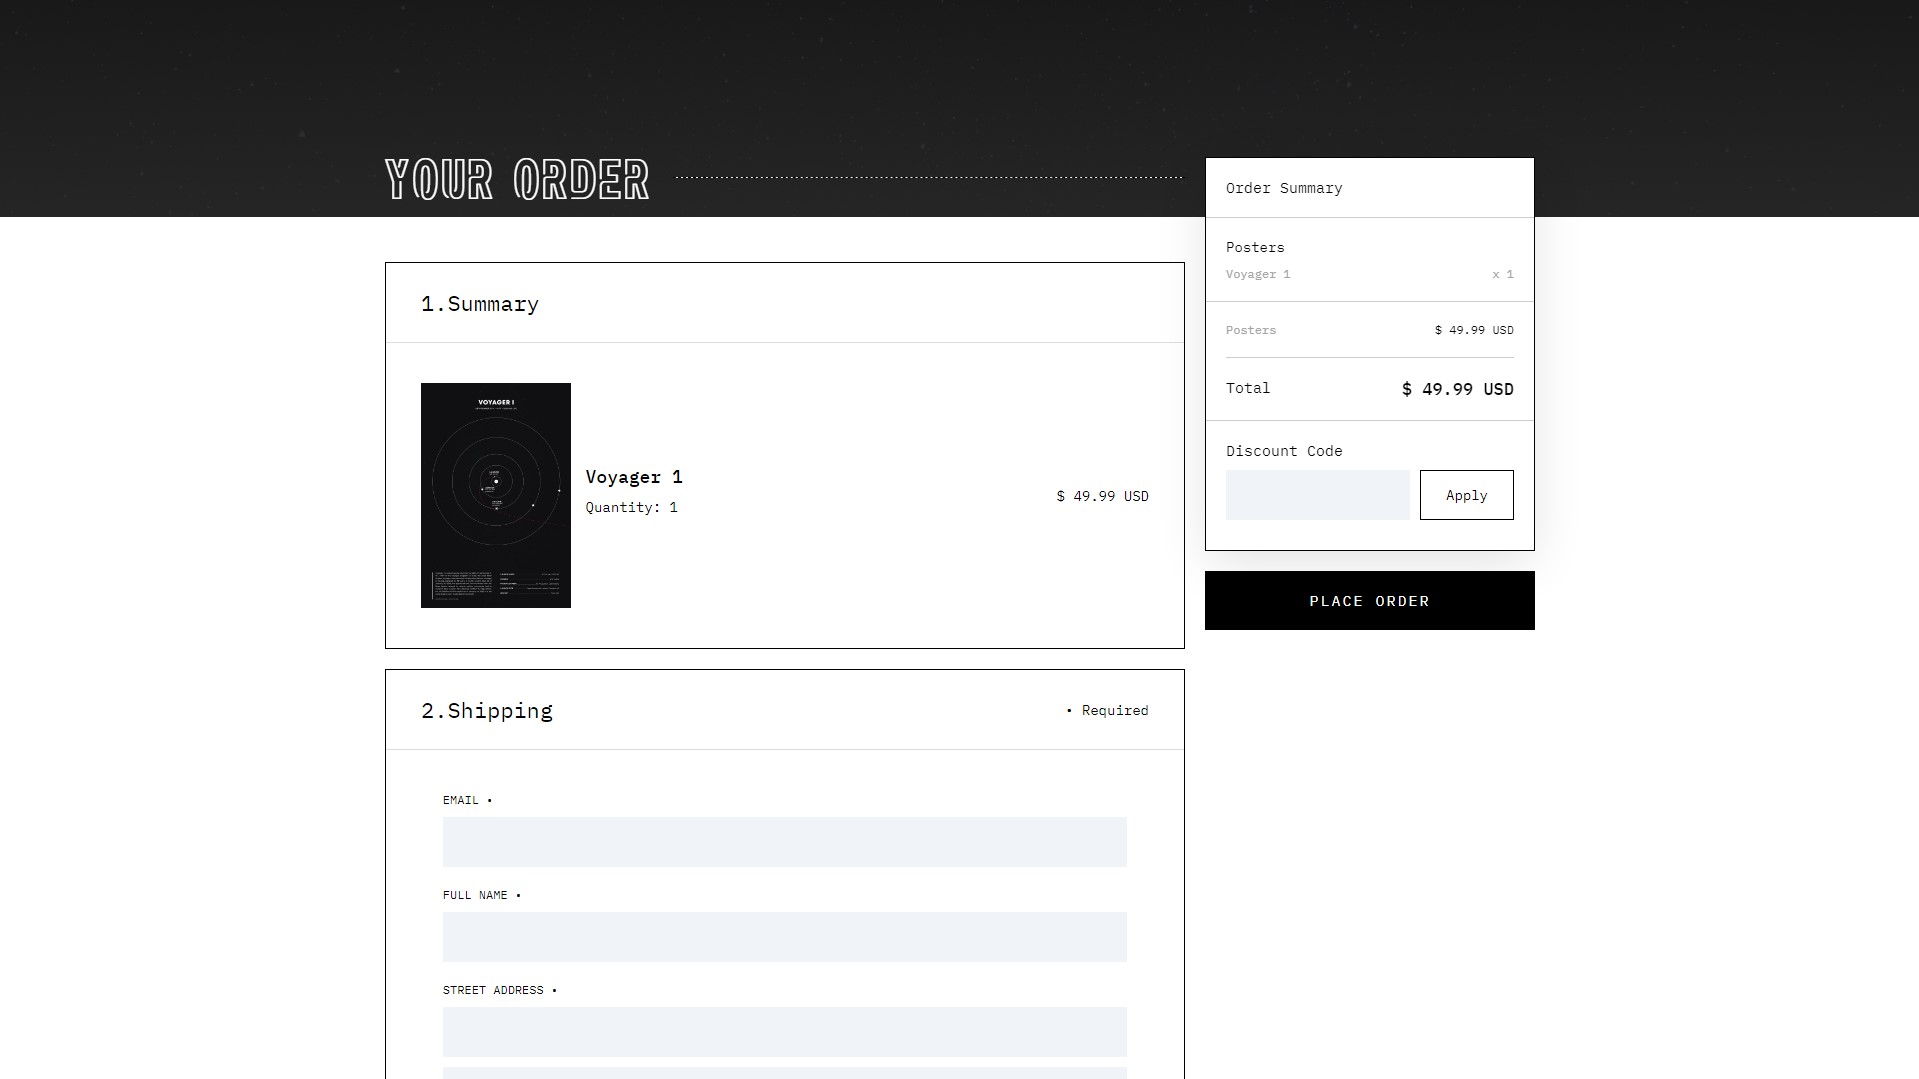 YOUR ORDER
1.Summary
VOYAGER I
Voyager 1
Quantity: 1
$ 49.99 USD
2.Shipping
• Required
EMAIL •
FULL NAME •
STREET ADDRESS •
Order Summary
Posters
Voyager 1 x 1
Posters $ 49.99 USD
Total $ 49.99 USD
Discount Code
Apply
PLACE ORDER